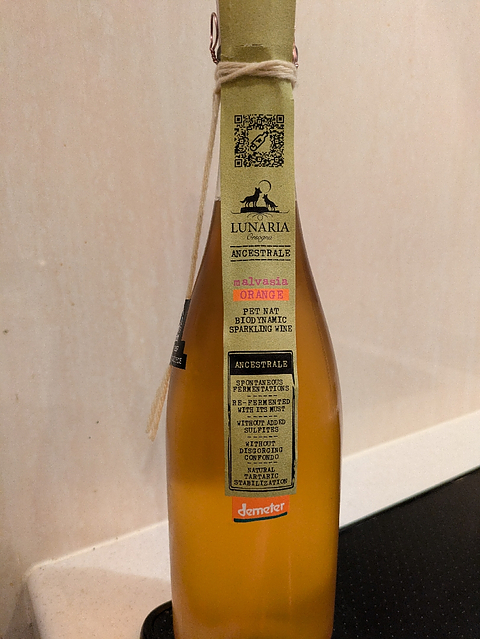 LUNARIA
Orsogna
ANCESTRALE
malvasia
ORANGE
PET NAT
BIODYNAMIC
SPARKLING WINE
ANCESTRALE
SPONTANEOUS
FERMENTATIONS
RE-FERMENTED
WITH ITS MUST
WITHOUT ADDED
SULFITES
WITHOUT
DISGORGING
CONFONDO
NATURAL
TARTARIC
STABILIZATION
demeter